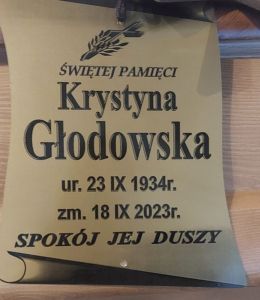 ŚWIĘTEJ PAMIĘCI
Krystyna
Głodowska
ur. 23 IX 1934r.
zm. 18 IX 2023r.
SPOKÓJ JEJ DUSZY